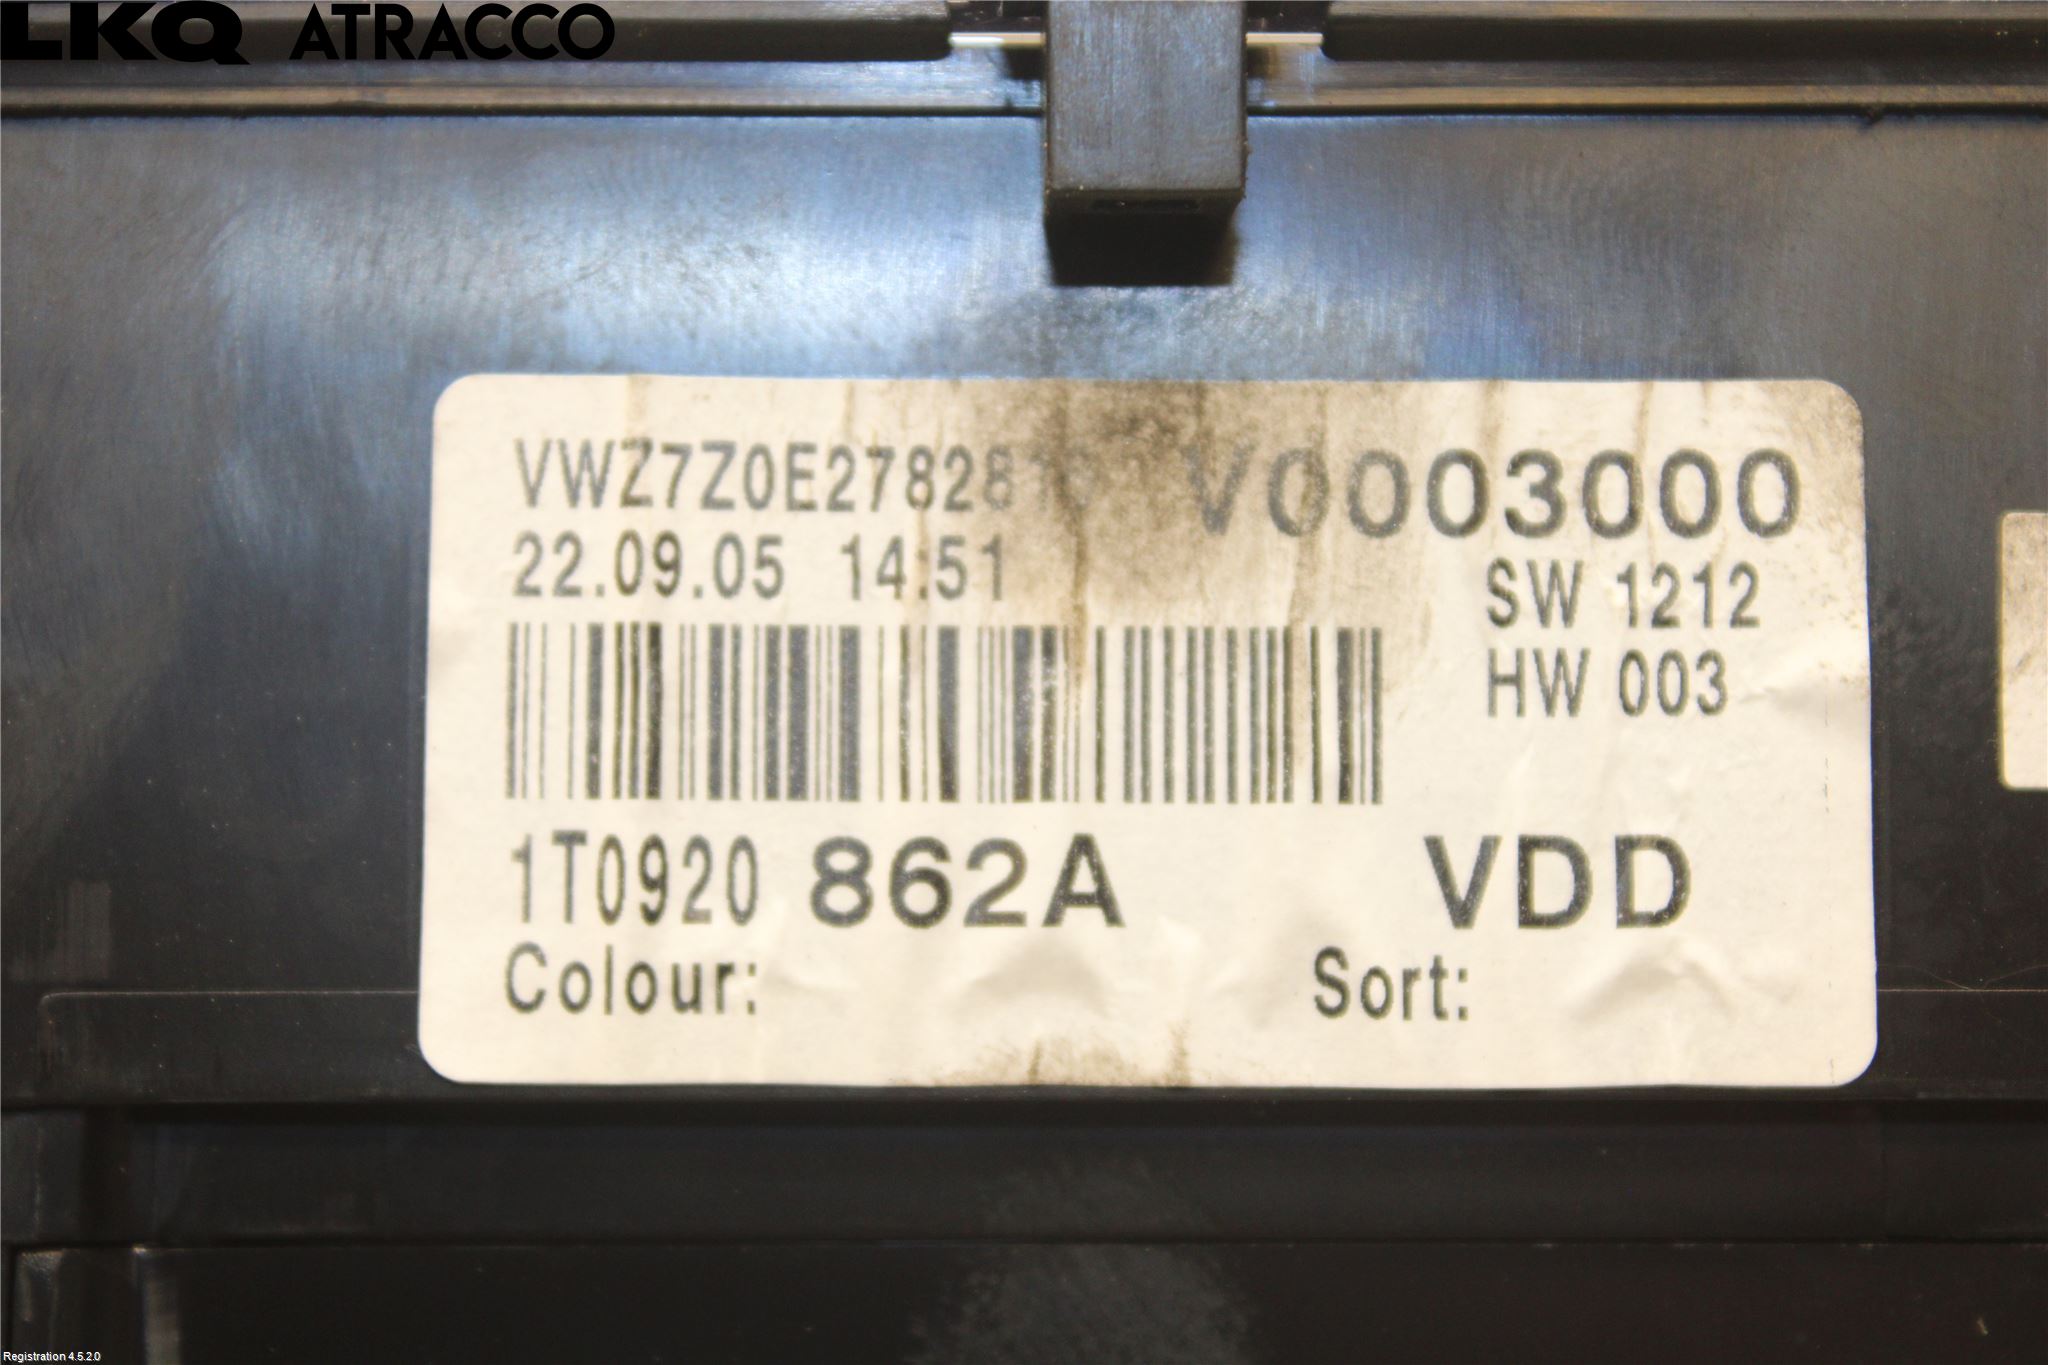 LKQ ATRACCO
V0003000
22.09.05 14:51
SW 1212
HW 003
1T0920 862A VDD
Colour: Sort:
Registration 4.5.2.0